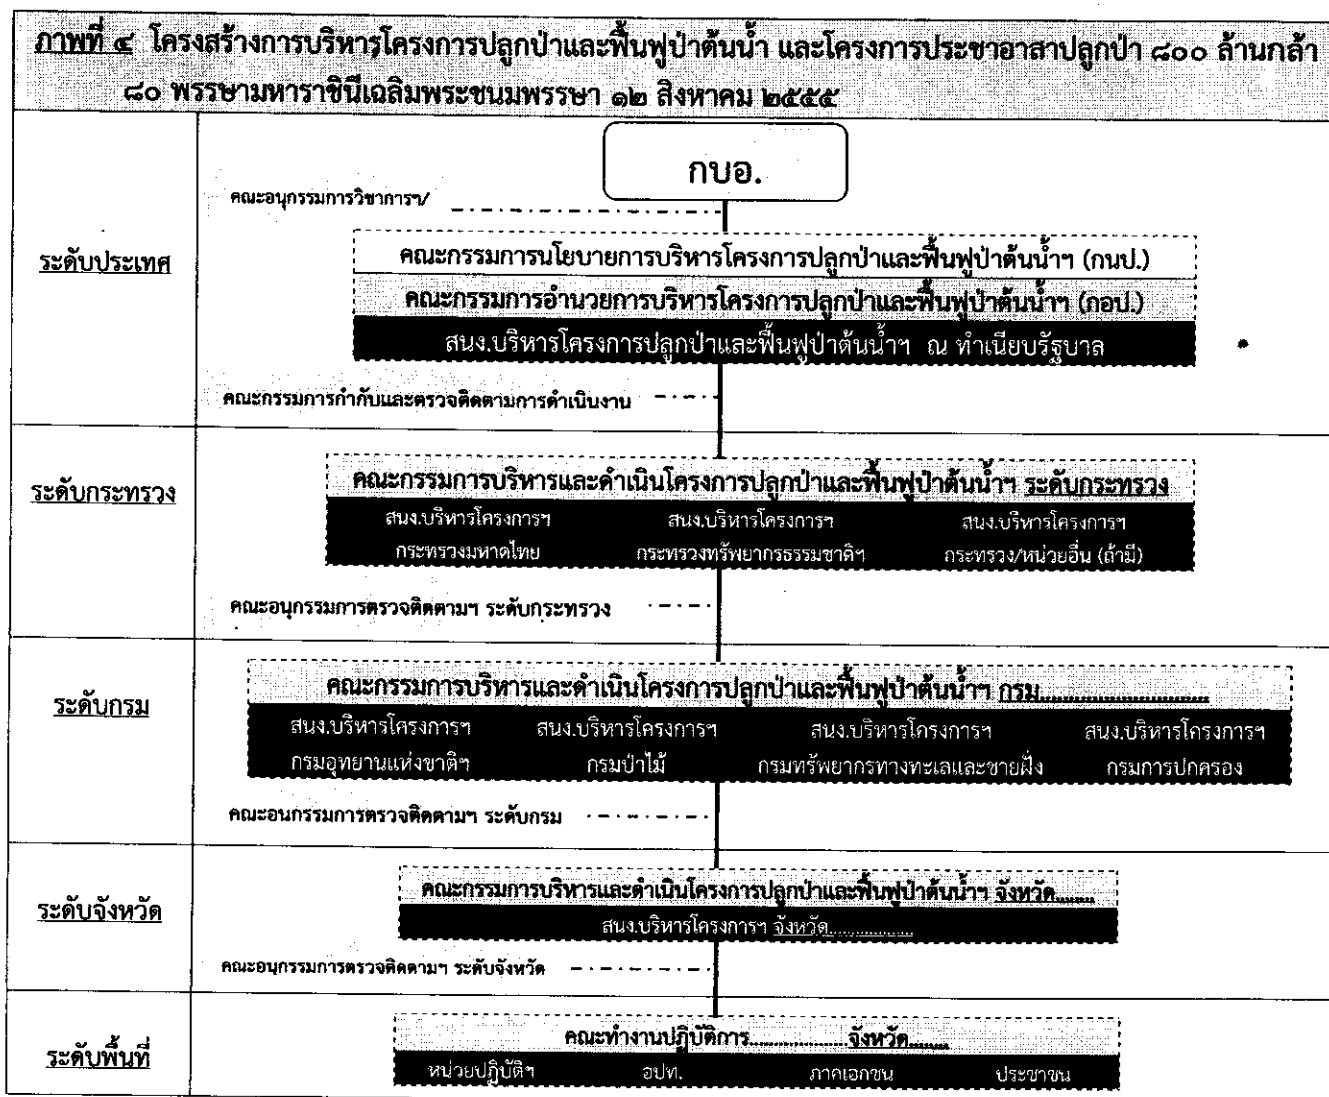 ภาพที่ ๔ โครงสร้างการบริหารโครงการปลูกป่าและฟื้นฟูป่าต้นน้ำ และโครงการประชาอาสาปลูกป่า ๘๐๐ ล้านกล้า
๘๐ พรรษามหาราชินีเฉลิมพระชนมพรรษา ๑๒ สิงหาคม ๒๕๕๕
กบอ.
คณะอนุกรรมการวิชาการฯ/
ระดับประเทศ
คณะกรรมการนโยบายการบริหารโครงการปลูกป่าและฟื้นฟูป่าต้นน้ำฯ (กนป.)
คณะกรรมการอำนวยการบริหารโครงการปลูกป่าและฟื้นฟูป่าต้นน้ำฯ (กอป.)
สนง.บริหารโครงการปลูกป่าและฟื้นฟูป่าต้นน้ำฯ ณ ทำเนียบรัฐบาล
คณะกรรมการกำกับและตรวจติดตามการดำเนินงาน
ระดับกระทรวง
คณะกรรมการบริหารและดำเนินโครงการปลูกป่าและฟื้นฟูป่าต้นน้ำฯ ระดับกระทรวง
สนง.บริหารโครงการฯ สนง.บริหารโครงการฯ สนง.บริหารโครงการฯ
กระทรวงมหาดไทย กระทรวงทรัพยากรธรรมชาติฯ กระทรวง/หน่วยอื่น (ถ้ามี)
คณะอนุกรรมการตรวจติดตามฯ ระดับกระทรวง
ระดับกรม
คณะกรรมการบริหารและดำเนินโครงการปลูกป่าและฟื้นฟูป่าต้นน้ำฯ กรม............................
สนง.บริหารโครงการฯ สนง.บริหารโครงการฯ สนง.บริหารโครงการฯ สนง.บริหารโครงการฯ
กรมอุทยานแห่งชาติฯ กรมป่าไม้ กรมทรัพยากรทางทะเลและชายฝั่ง กรมการปกครอง
คณะอนกรรมการตรวจติดตามฯ ระดับกรม
ระดับจังหวัด
คณะกรรมการบริหารและดำเนินโครงการปลูกป่าและฟื้นฟูป่าต้นน้ำฯ จังหวัด.......
สนง.บริหารโครงการฯ จังหวัด................
คณะอนุกรรมการตรวจติดตามฯ ระดับจังหวัด
ระดับพื้นที่
คณะทำงานปฏิบัติการ..................จังหวัด........
หน่วยปฏิบัติฯ อปท. ภาคเอกชน ประชาชน